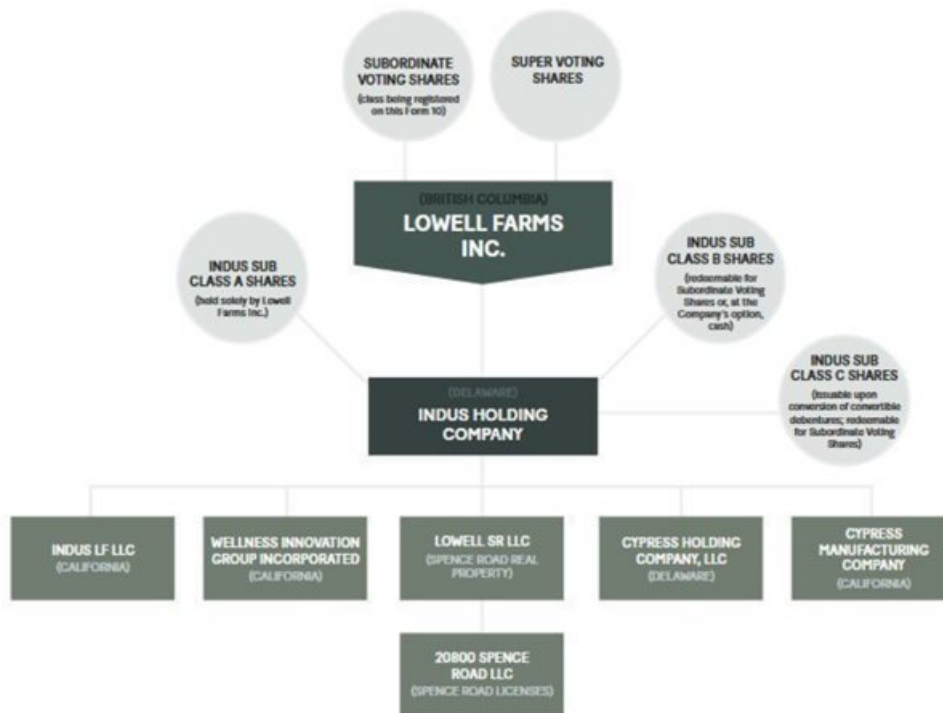 SUBORDINATE
VOTING SHARES
(class being registered
on this Form 10)
SUPER VOTING
SHARES
(BRITISH COLUMBIA)
LOWELL FARMS
INC.
INDUS SUB
CLASS A SHARES
(held solely by Lowell
Farms Inc.)
INDUS SUB
CLASS B SHARES
(redeemable for
Subordinate Voting
Shares or, at the
Company's option,
cash)
INDUS SUB
CLASS C SHARES
(issuable upon
conversion of convertible
debentures; redeemable
for Subordinate Voting
Shares)
(DELAWARE)
INDUS HOLDING
COMPANY
INDUS LF LLC
(CALIFORNIA)
WELLNESS INNOVATION
GROUP INCORPORATED
(CALIFORNIA)
LOWELL SR LLC
(SPENCE ROAD REAL
PROPERTY)
CYPRESS HOLDING
COMPANY, LLC
(DELAWARE)
CYPRESS
MANUFACTURING
COMPANY
(CALIFORNIA)
20800 SPENCE
ROAD LLC
(SPENCE ROAD LICENSES)